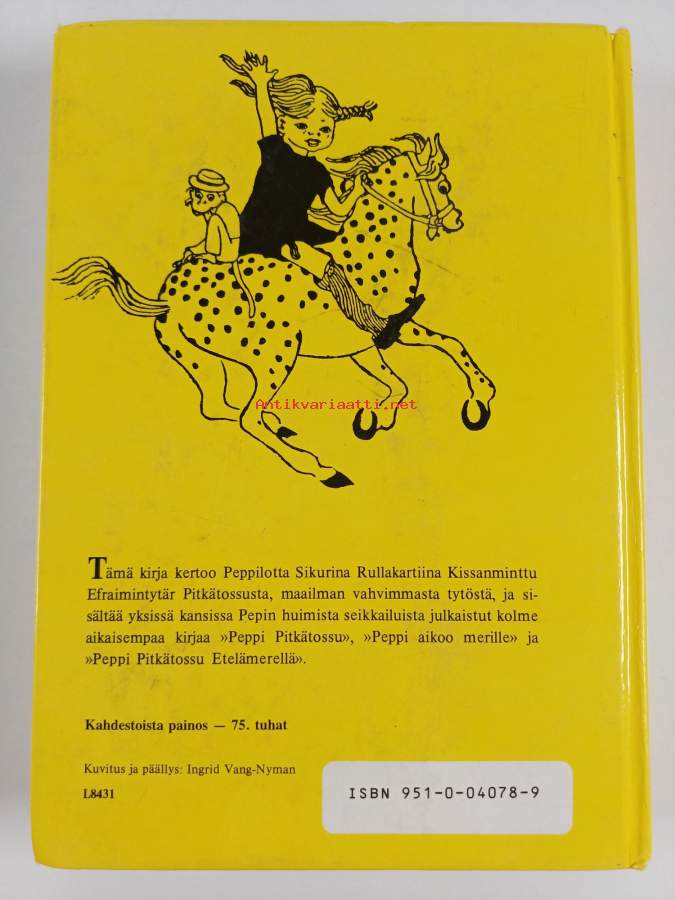 Antikvariaatti.net
Tämä kirja kertoo Peppilotta Sikurina Rullakartiina Kissanminttu
Efraimintytär Pitkätossusta, maailman vahvimmasta tytöstä, ja si-
sältää yksissä kansissa Pepin huimista seikkailuista julkaistut kolme
aikaisempaa kirjaa »Peppi Pitkätossu», »Peppi aikoo merille» ja
»Peppi Pitkätossu Etelämerellä».
Kahdestoista painos — 75. tuhat
Kuvitus ja päällys: Ingrid Vang-Nyman
L8431
ISBN 951-0-04078-9